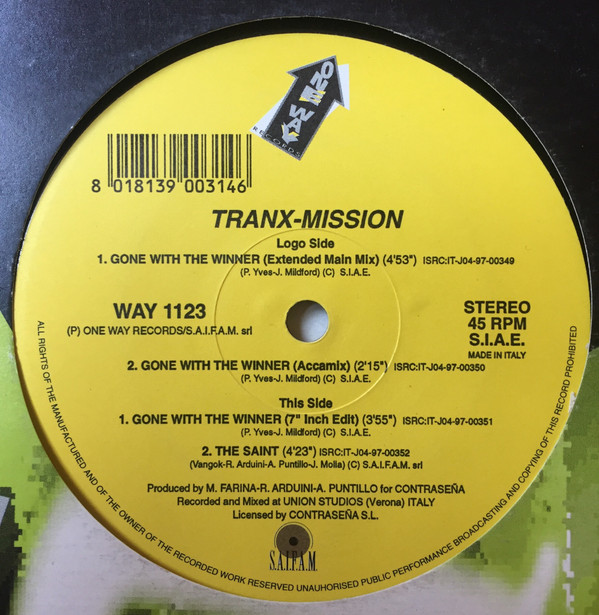 ONE WAY
RECORDS
8 018139 003146
TRANX-MISSION
Logo Side
1. GONE WITH THE WINNER (Extended Main Mix) (4'53") ISRC:IT-J04-97-00349
(P. Yves-J. Mildford) (C) S.I.A.E.
WAY 1123
(P) ONE WAY RECORDS/S.A.I.F.A.M. srl
STEREO
45 RPM
S.I.A.E.
MADE IN ITALY
2. GONE WITH THE WINNER (Accamix) (2'15") ISRC:IT-J04-97-00350
(P. Yves-J. Mildford) (C) S.I.A.E.
This Side
1. GONE WITH THE WINNER (7" Inch Edit) (3'55") ISRC:IT-J04-97-00351
(P. Yves-J. Mildford) (C) S.I.A.E.
2. THE SAINT (4'23") ISRC:IT-J04-97-00352
(Vangok-R. Arduini-A. Puntillo-J. Molla) (C) S.A.I.F.A.M. srl
Produced by M. FARINA-R. ARDUINI-A. PUNTILLO for CONTRASEÑA
Recorded and Mixed at UNION STUDIOS (Verona) ITALY
Licensed by CONTRASEÑA S.L.
S.A.I.F.A.M.
ALL RIGHTS OF THE MANUFACTURED AND OF THE OWNER OF THE RECORDED WORK RESERVED UNAUHORISED PUBLIC PERFORMANCE BROADCASTING AND COPYING OF THIS RECORD PROHIBITED